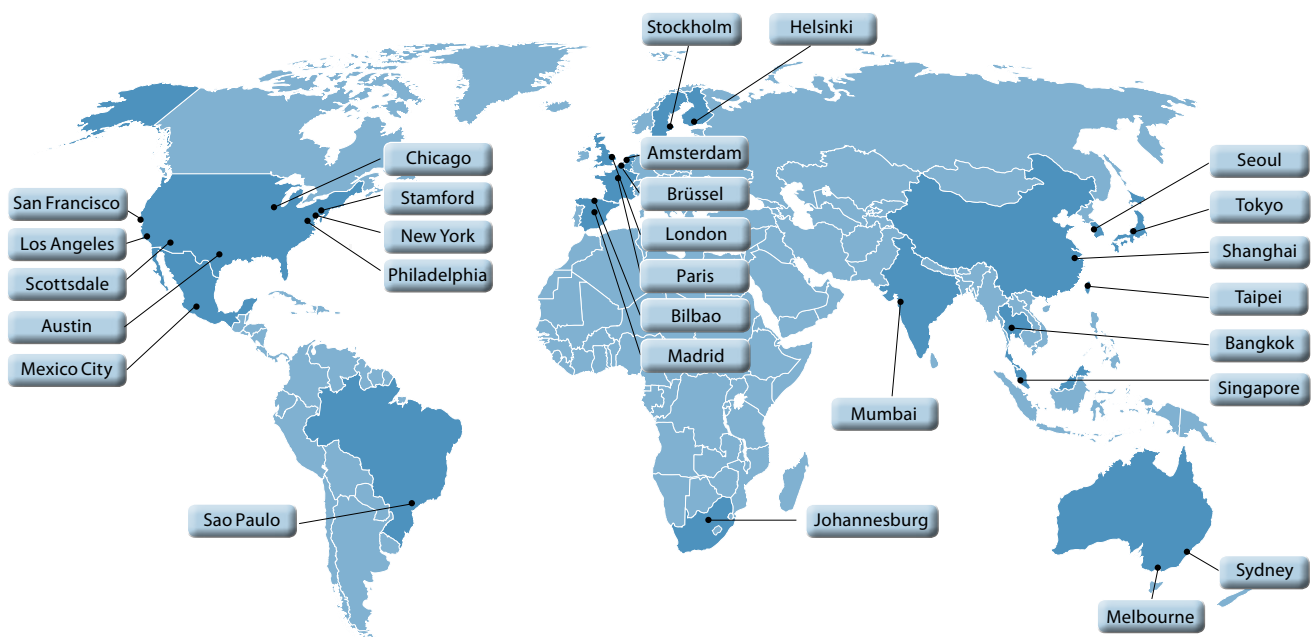 Stockholm
Helsinki
Chicago
Stamford
New York
Philadelphia
San Francisco
Los Angeles
Scottsdale
Austin
Mexico City
Sao Paulo
Amsterdam
Brüssel
London
Paris
Bilbao
Madrid
Mumbai
Johannesburg
Seoul
Tokyo
Shanghai
Taipei
Bangkok
Singapore
Sydney
Melbourne